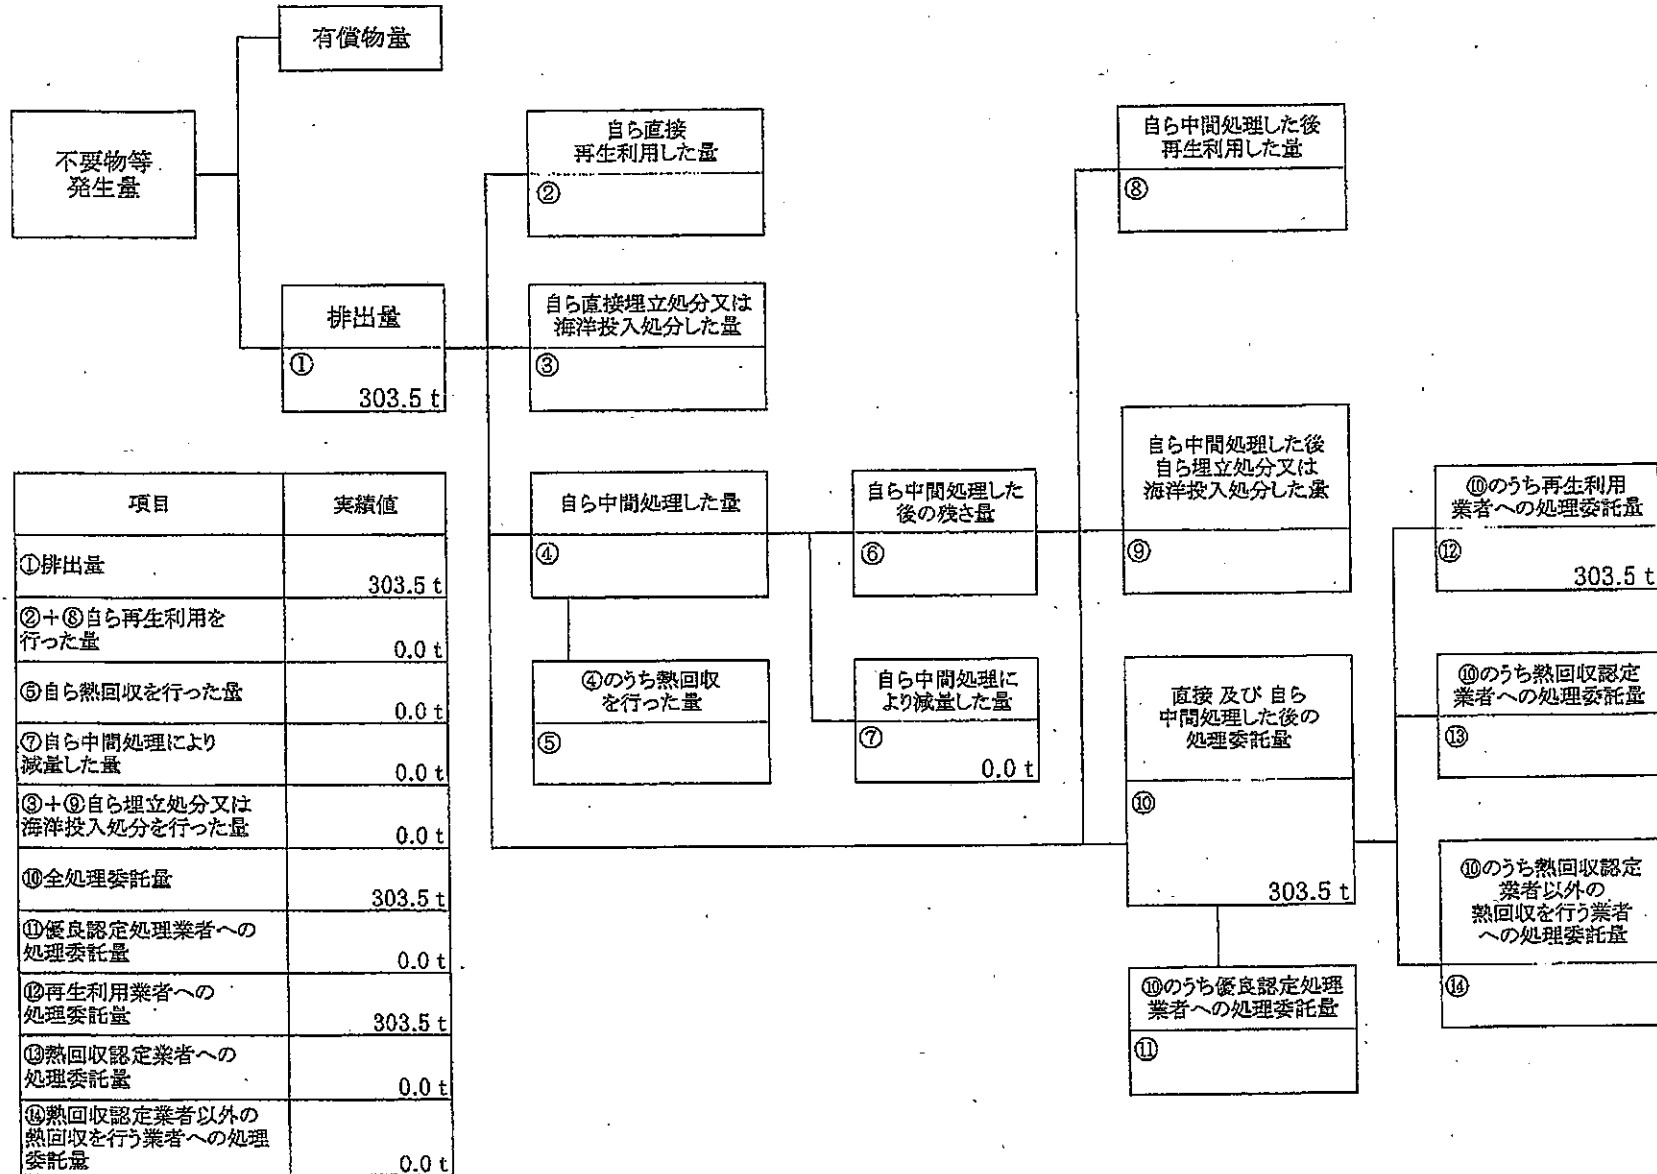 有償物量
不要物等
発生量
排出量
①
303.5 t
自ら直接
再生利用した量
②
自ら直接埋立処分又は
海洋投入処分した量
③
自ら中間処理した量
④
④のうち熱回収
を行った量
⑤
自ら中間処理した
後の残さ量
⑥
自ら中間処理に
より減量した量
⑦
0.0 t
自ら中間処理した後
再生利用した量
⑧
自ら中間処理した後
自ら埋立処分又は
海洋投入処分した量
⑨
直接 及び 自ら
中間処理した後の
処理委託量
⑩
303.5 t
⑩のうち優良認定処理
業者への処理委託量
⑪
⑩のうち再生利用
業者への処理委託量
⑫
303.5 t
⑩のうち熱回収認定
業者への処理委託量
⑬
⑩のうち熱回収認定
業者以外の
熱回収を行う業者
への処理委託量
⑭
項目 実績値
①排出量
303.5 t
②+⑧自ら再生利用を
行った量
0.0 t
⑤自ら熱回収を行った量
0.0 t
⑦自ら中間処理により
減量した量
0.0 t
③+⑨自ら埋立処分又は
海洋投入処分を行った量
0.0 t
⑩全処理委託量
303.5 t
⑪優良認定処理業者への
処理委託量
0.0 t
⑫再生利用業者への
処理委託量
303.5 t
⑬熱回収認定業者への
処理委託量
0.0 t
⑭熱回収認定業者以外の
熱回収を行う業者への処理
委託量
0.0 t